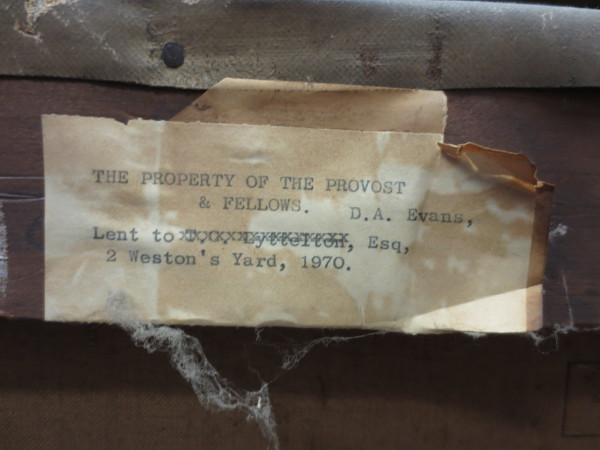 THE PROPERTY OF THE PROVOST
& FELLOWS. D.A. Evans,
Lent to Lyttelton, Esq,
2 Weston's Yard, 1970.